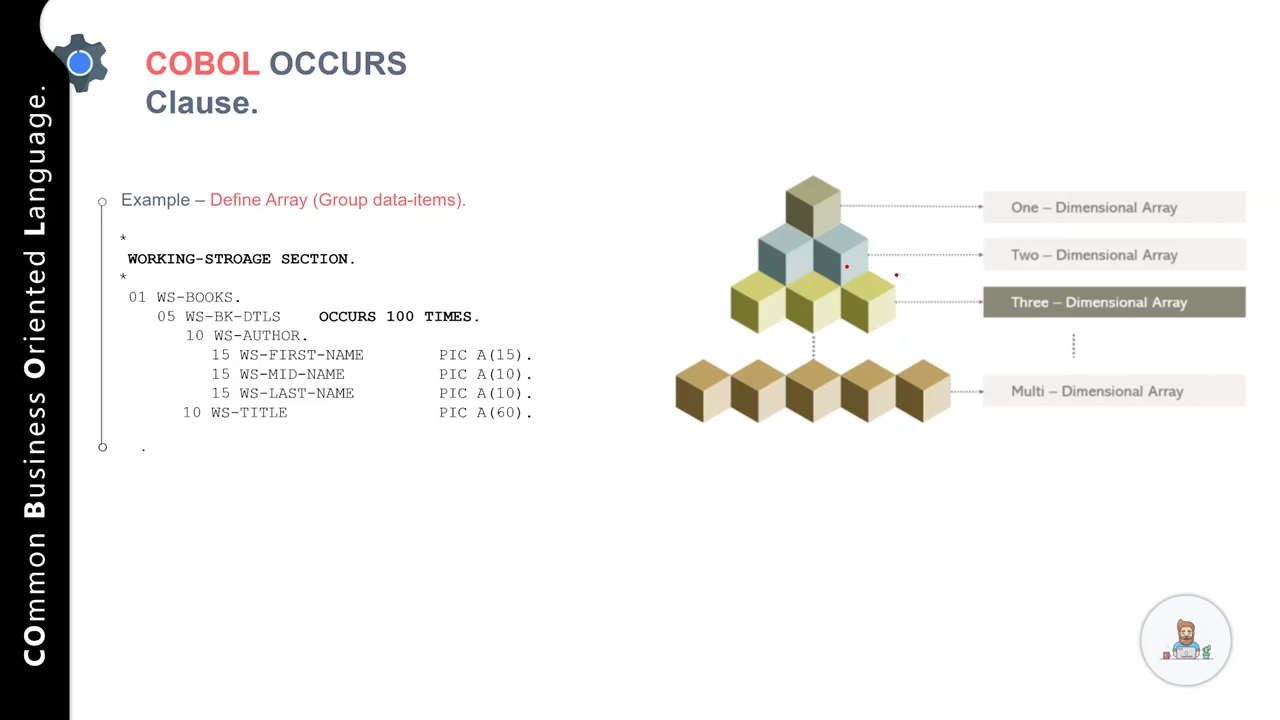 COmmon Business Oriented Language.
COBOL OCCURS
Clause.
Example – Define Array (Group data-items).
*
WORKING-STROAGE SECTION.
*
01 WS-BOOKS.
05 WS-BK-DTLS OCCURS 100 TIMES.
10 WS-AUTHOR.
15 WS-FIRST-NAME PIC A(15).
15 WS-MID-NAME PIC A(10).
15 WS-LAST-NAME PIC A(10).
10 WS-TITLE PIC A(60).
.
One – Dimensional Array
Two – Dimensional Array
Three – Dimensional Array
Multi – Dimensional Array